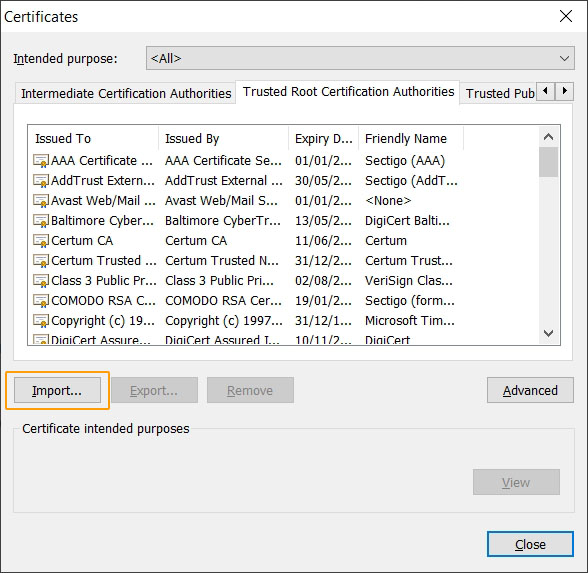 Certificates
Intended purpose: <All>
Intermediate Certification Authorities Trusted Root Certification Authorities Trusted Pub
Issued To Issued By Expiry D... Friendly Name
AAA Certificate ... AAA Certificate Se... 01/01/2... Sectigo (AAA)
AddTrust Extern... AddTrust External ... 30/05/2... Sectigo (AddT...
Avast Web/Mail ... Avast Web/Mail S... 01/01/2... <None>
Baltimore Cyber... Baltimore CyberTr... 13/05/2... DigiCert Balti...
Certum CA Certum CA 11/06/2... Certum
Certum Trusted ... Certum Trusted N... 31/12/2... Certum Trust...
Class 3 Public Pr... Class 3 Public Pri... 02/08/2... VeriSign Clas...
COMODO RSA ... COMODO RSA Cer... 19/01/2... Sectigo (form...
Copyright (c) 19... Copyright (c) 1997... 31/12/1... Microsoft Tim...
DigiCert Assured... DigiCert Assured I... 10/11/2... DigiCert
Import... Export... Remove Advanced
Certificate intended purposes
View
Close